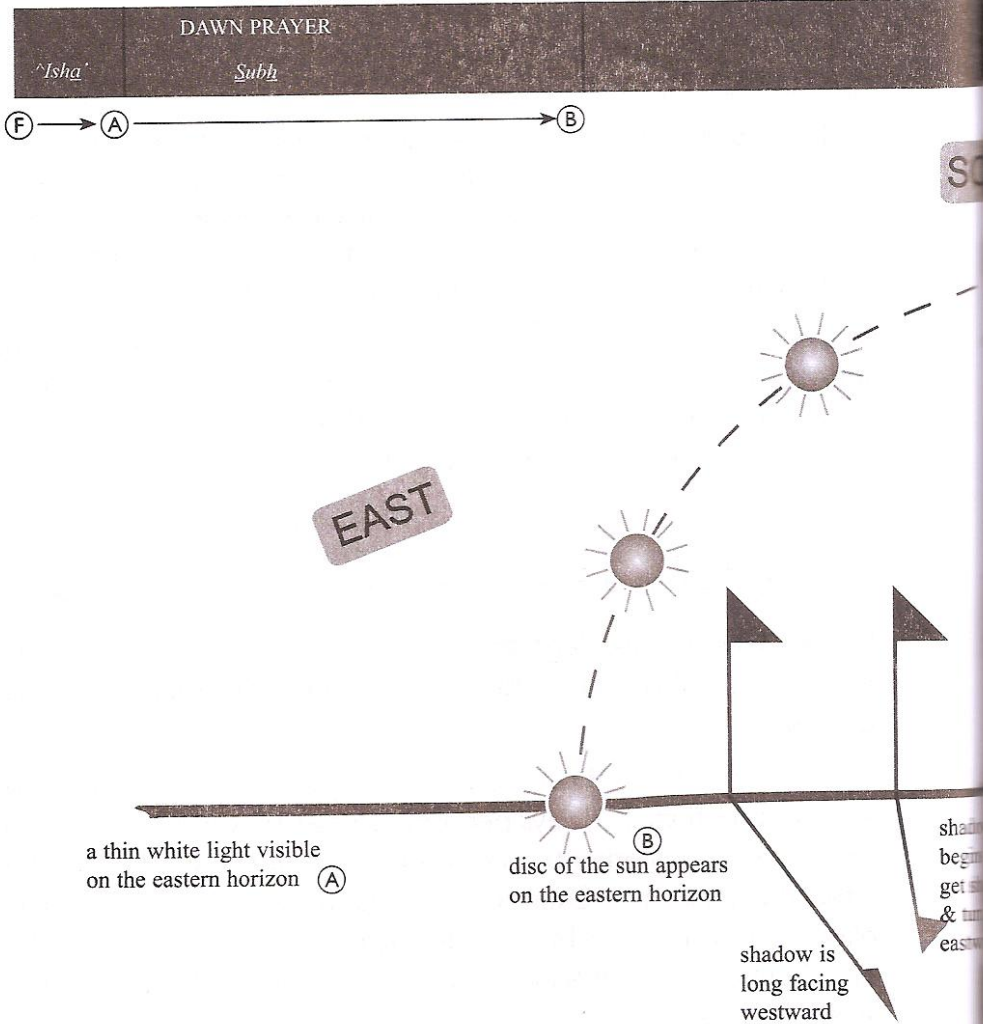 DAWN PRAYER
^Isha' Subh
F A B
EAST
a thin white light visible
on the eastern horizon A
B
disc of the sun appears
on the eastern horizon
shadow is
long facing
westward
get
&